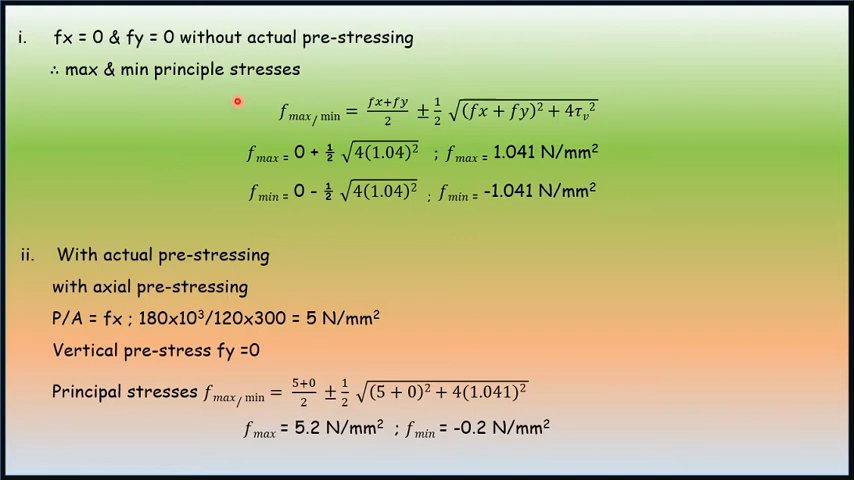 i. fx = 0 & fy = 0 without actual pre-stressing
∴ max & min principle stresses
f_max/min = (fx+fy)/2 ± 1/2 √((fx + fy)² + 4τ_v²)
f_max = 0 + ½ √(4(1.04)²) ; f_max = 1.041 N/mm²
f_min = 0 - ½ √(4(1.04)²) ; f_min = -1.041 N/mm²
ii. With actual pre-stressing
with axial pre-stressing
P/A = fx ; 180x10³/120x300 = 5 N/mm²
Vertical pre-stress fy =0
Principal stresses f_max/min = (5+0)/2 ± 1/2 √((5 + 0)² + 4(1.041)²)
f_max = 5.2 N/mm² ; f_min = -0.2 N/mm²